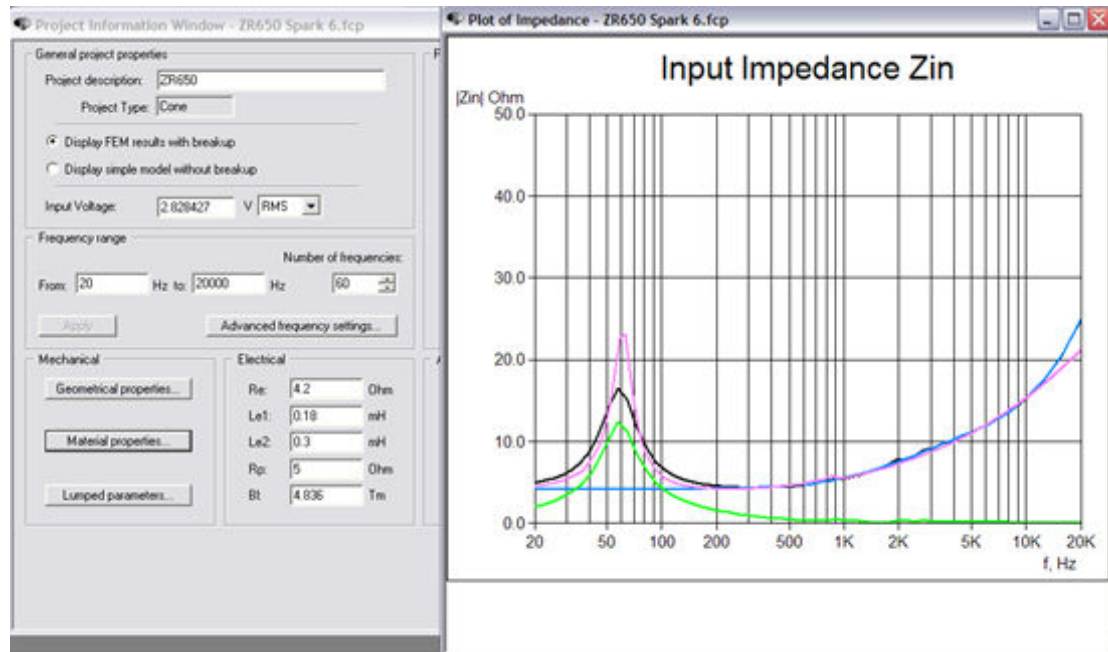 Project Information Window - ZR650 Spark 6.fcp
General project properties
Project description: ZR650
Project Type: Cone
Display FEM results with breakup
Display simple model without breakup
Input Voltage: 2.828427 V RMS
Frequency range
Number of frequencies:
From: 20 Hz to: 20000 Hz 60
Apply Advanced frequency settings...
Mechanical
Geometrical properties...
Material properties...
Lumped parameters...
Electrical
Re: 4.2 Ohm
Le1: 0.18 mH
Le2: 0.3 mH
Rp: 5 Ohm
Bt: 4.836 Tm
Plot of Impedance - ZR650 Spark 6.fcp
Input Impedance Zin
|Zin| Ohm
50.0
40.0
30.0
20.0
10.0
0.0
20 50 100 200 500 1K 2K 5K 10K 20K
f, Hz